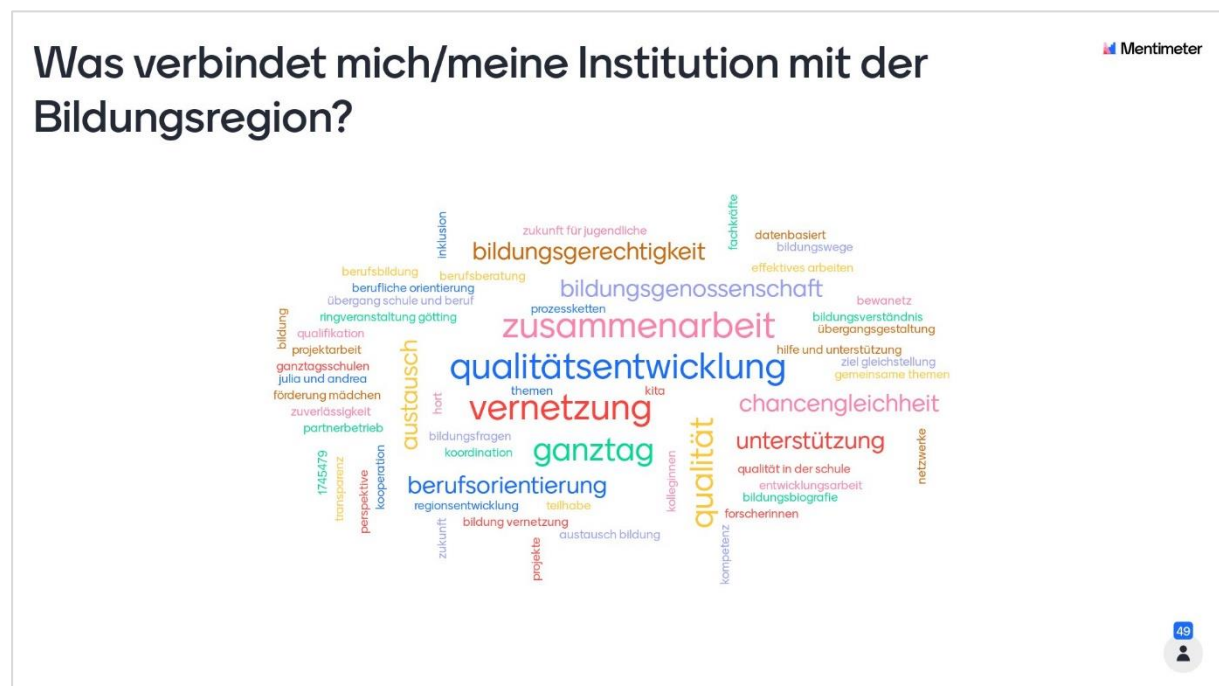 Was verbindet mich/meine Institution mit der
Bildungsregion?
Mentimeter
inklusion
zukunft für jugendliche
fachkräfte
datenbasiert
bildungswege
bildungsgerechtigkeit
berufsbildung
berufsberatung
effektives arbeiten
berufliche orientierung
bildungsgenossenschaft
übergang schule und beruf
prozessketten
bewanetz
ringveranstaltung götting
bildungsverständnis
bildung
qualifikation
zusammenarbeit
übergangsgestaltung
projektarbeit
hilfe und unterstützung
ganztagsschulen
austausch
qualitätsentwicklung
ziel gleichstellung
julia und andrea
gemeinsame themen
förderung mädchen
hort
themen
kita
zuverlässigkeit
vernetzung
chancengleichheit
partnerbetrieb
bildungsfragen
unterstützung
koordination
ganztag
qualität
netzwerke
1745479
transparenz
perspektive
kooperation
kolleginnen
qualität in der schule
berufsorientierung
entwicklungsarbeit
bildungsbiografie
regionsentwicklung
teilhabe
forscherinnen
zukunft
bildung vernetzung
projekte
austausch bildung
kompetenz
49